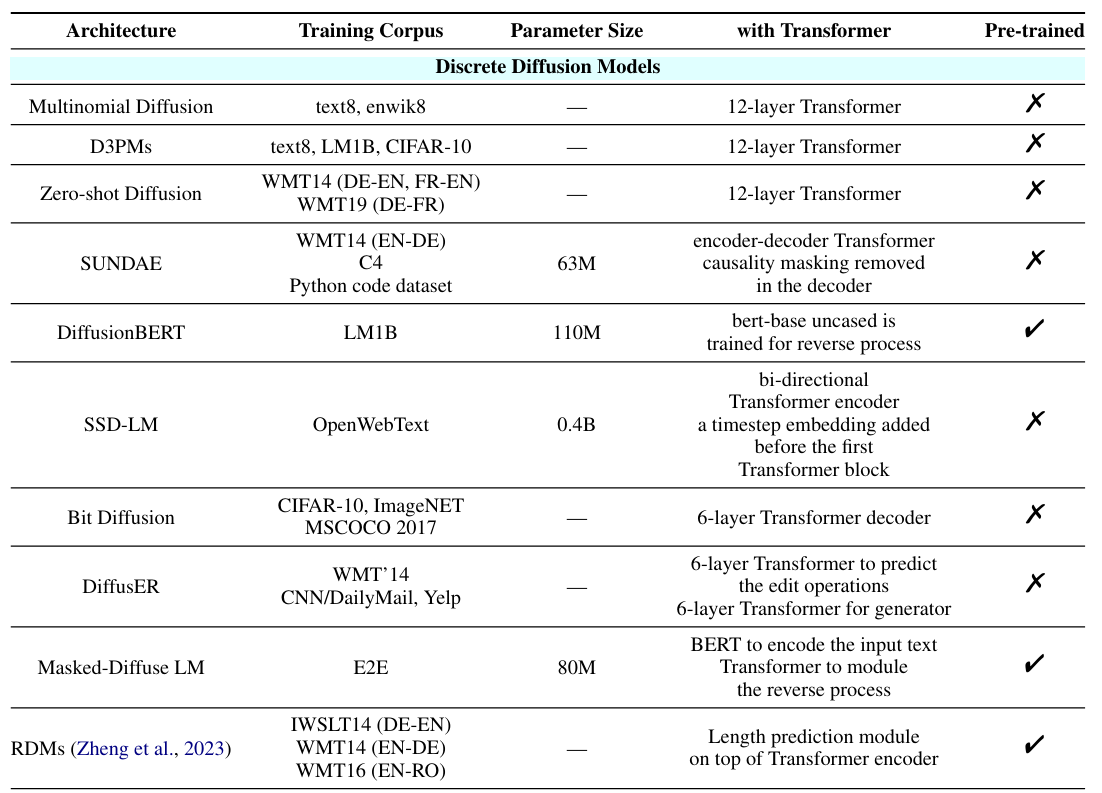 Architecture Training Corpus Parameter Size with Transformer Pre-trained
Discrete Diffusion Models
Multinomial Diffusion text8, enwik8 — 12-layer Transformer ✗
D3PMs text8, LM1B, CIFAR-10 — 12-layer Transformer ✗
Zero-shot Diffusion WMT14 (DE-EN, FR-EN) — 12-layer Transformer ✗
WMT19 (DE-FR)
SUNDAE WMT14 (EN-DE) 63M encoder-decoder Transformer ✗
C4 causality masking removed
Python code dataset in the decoder
DiffusionBERT LM1B 110M bert-base uncased is ✔
trained for reverse process
SSD-LM OpenWebText 0.4B bi-directional ✗
Transformer encoder
a timestep embedding added
before the first
Transformer block
Bit Diffusion CIFAR-10, ImageNET — 6-layer Transformer decoder ✗
MSCOCO 2017
DiffusER WMT'14 — 6-layer Transformer to predict ✗
CNN/DailyMail, Yelp the edit operations
6-layer Transformer for generator
Masked-Diffuse LM E2E 80M BERT to encode the input text ✔
Transformer to module
the reverse process
RDMs (Zheng et al., 2023) IWSLT14 (DE-EN) — Length prediction module ✔
WMT14 (EN-DE) on top of Transformer encoder
WMT16 (EN-RO)